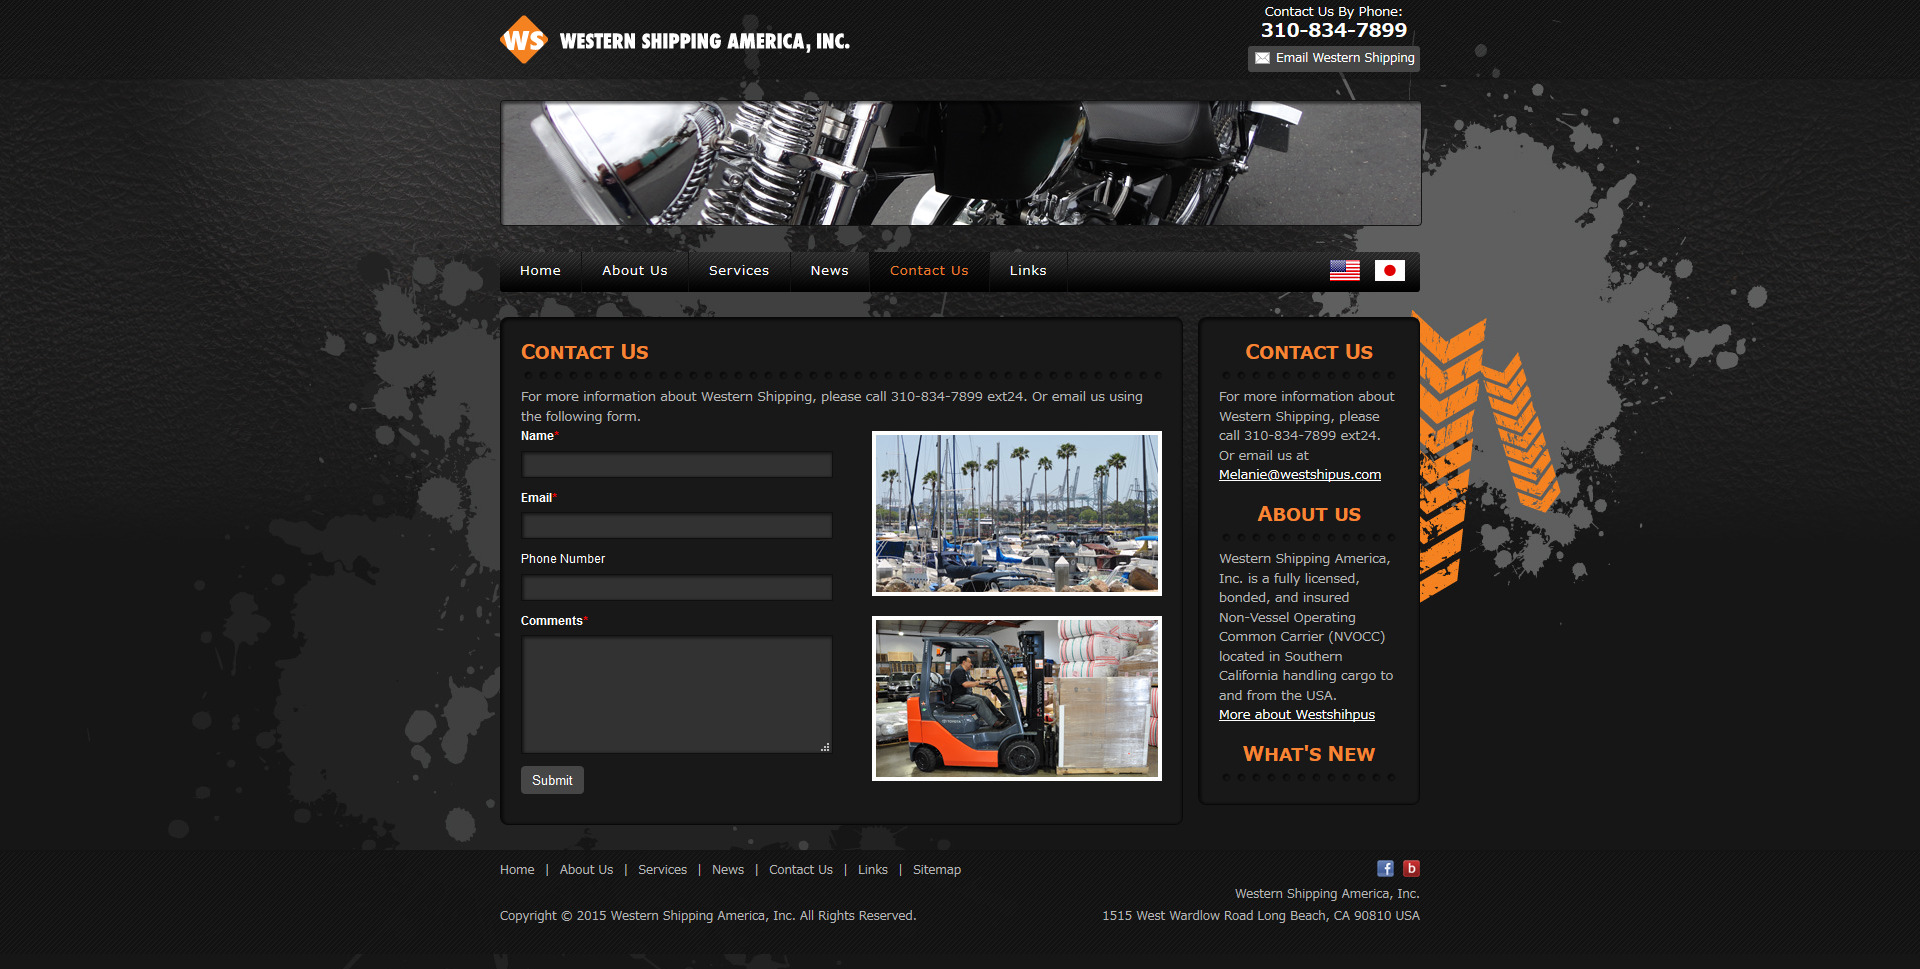 WS WESTERN SHIPPING AMERICA, INC.
Contact Us By Phone:
310-834-7899
Email Western Shipping
Home
About Us
Services
News
Contact Us
Links
Contact Us
For more information about Western Shipping, please call 310-834-7899 ext24. Or email us using
the following form.
Name*
Email*
Phone Number
Comments*
Submit
Contact Us
For more information about
Western Shipping, please
call 310-834-7899 ext24.
Or email us at
Melanie@westshipus.com
About us
Western Shipping America,
Inc. is a fully licensed,
bonded, and insured
Non-Vessel Operating
Common Carrier (NVOCC)
located in Southern
California handling cargo to
and from the USA.
More about Westshihpus
What's New
Home | About Us | Services | News | Contact Us | Links | Sitemap
f b
Western Shipping America, Inc.
Copyright © 2015 Western Shipping America, Inc. All Rights Reserved.
1515 West Wardlow Road Long Beach, CA 90810 USA